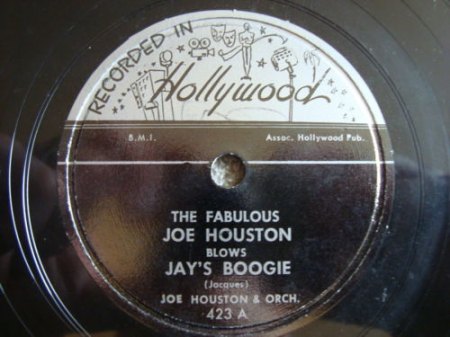 RECORDED IN
Hollywood
B.M.I.
Assoc. Hollywood Pub.
THE FABULOUS
JOE HOUSTON
BLOWS
JAY'S BOOGIE
(Jacques)
JOE HOUSTON & ORCH.
423 A